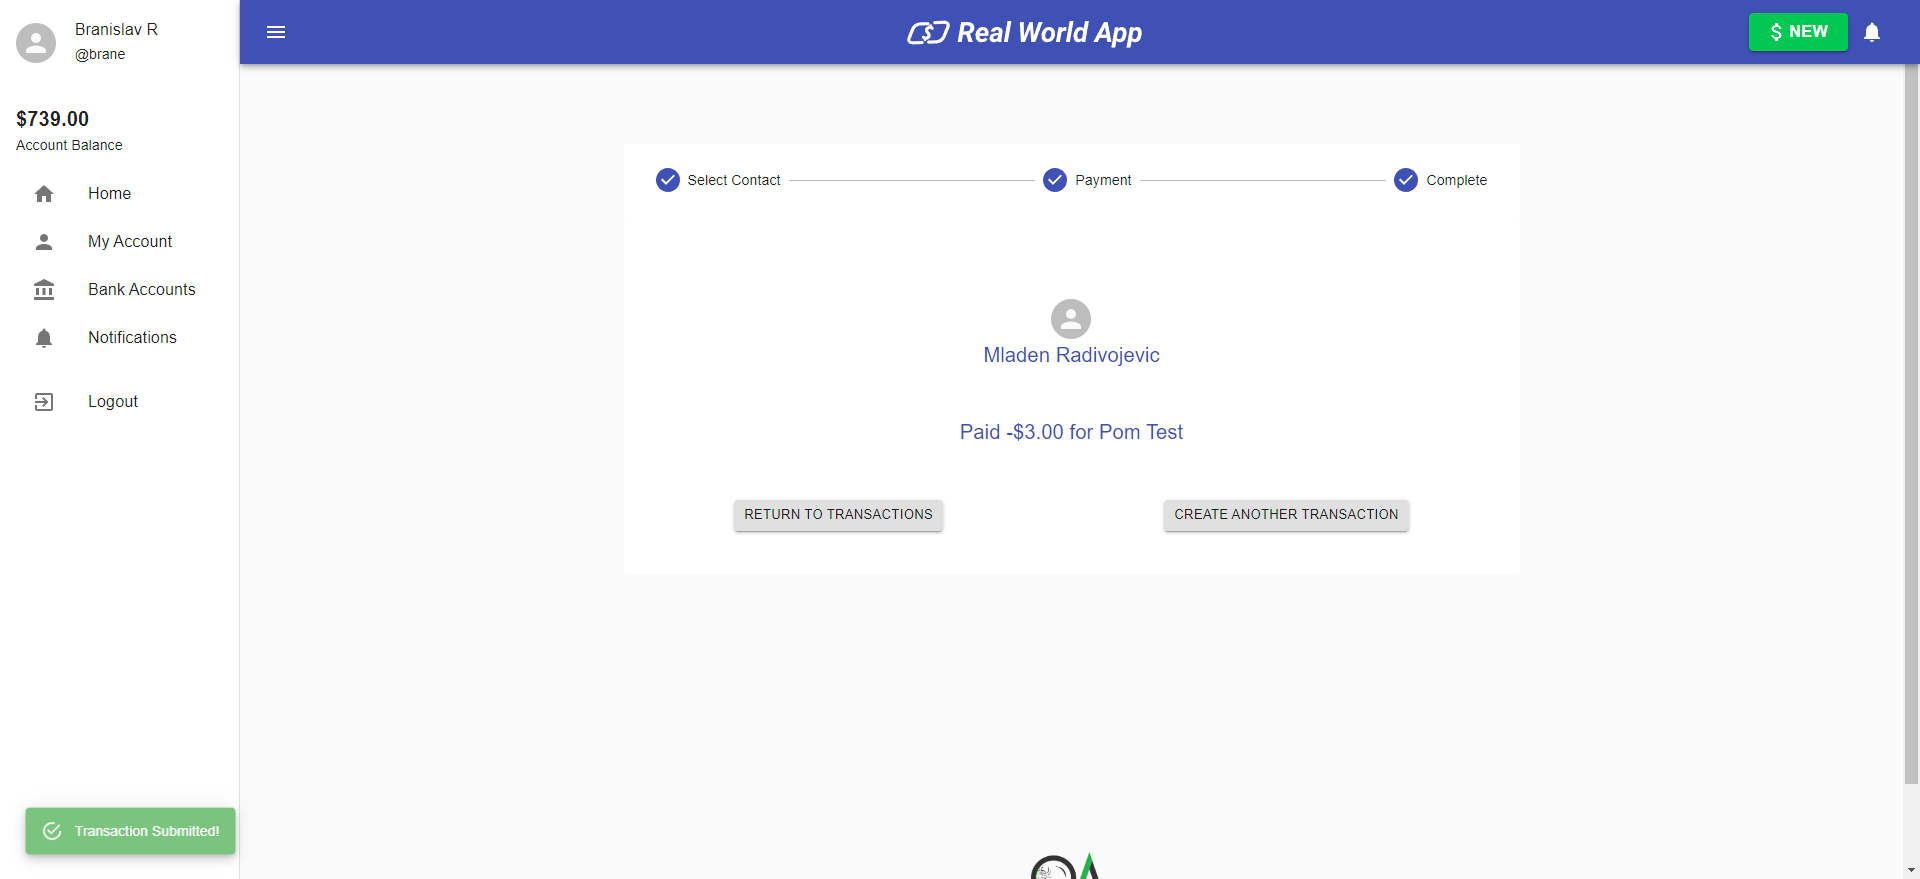 Branislav R
@brane
$739.00
Account Balance
Home
My Account
Bank Accounts
Notifications
Logout
Transaction Submitted!
Real World App
$ NEW
Select Contact
Payment
Complete
Mladen Radivojevic
Paid -$3.00 for Pom Test
RETURN TO TRANSACTIONS
CREATE ANOTHER TRANSACTION